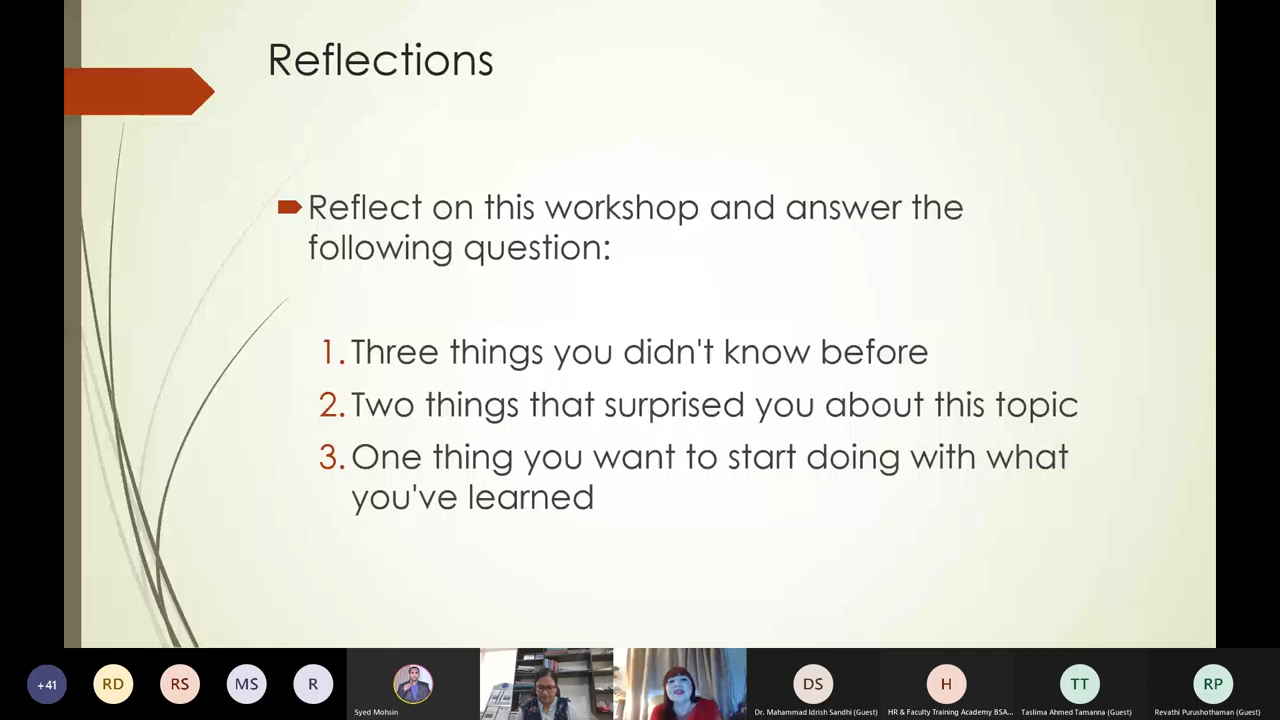 Reflections
Reflect on this workshop and answer the
following question:
1. Three things you didn't know before
2. Two things that surprised you about this topic
3. One thing you want to start doing with what
you've learned
+41
RD
RS
MS
R
Syed Mohsin
DS
Dr. Mahammad Idrish Sandhi (Guest)
H
HR & Faculty Training Academy BSA...
TT
Taslima Ahmed Tamanna (Guest)
RP
Revathi Purushothaman (Guest)